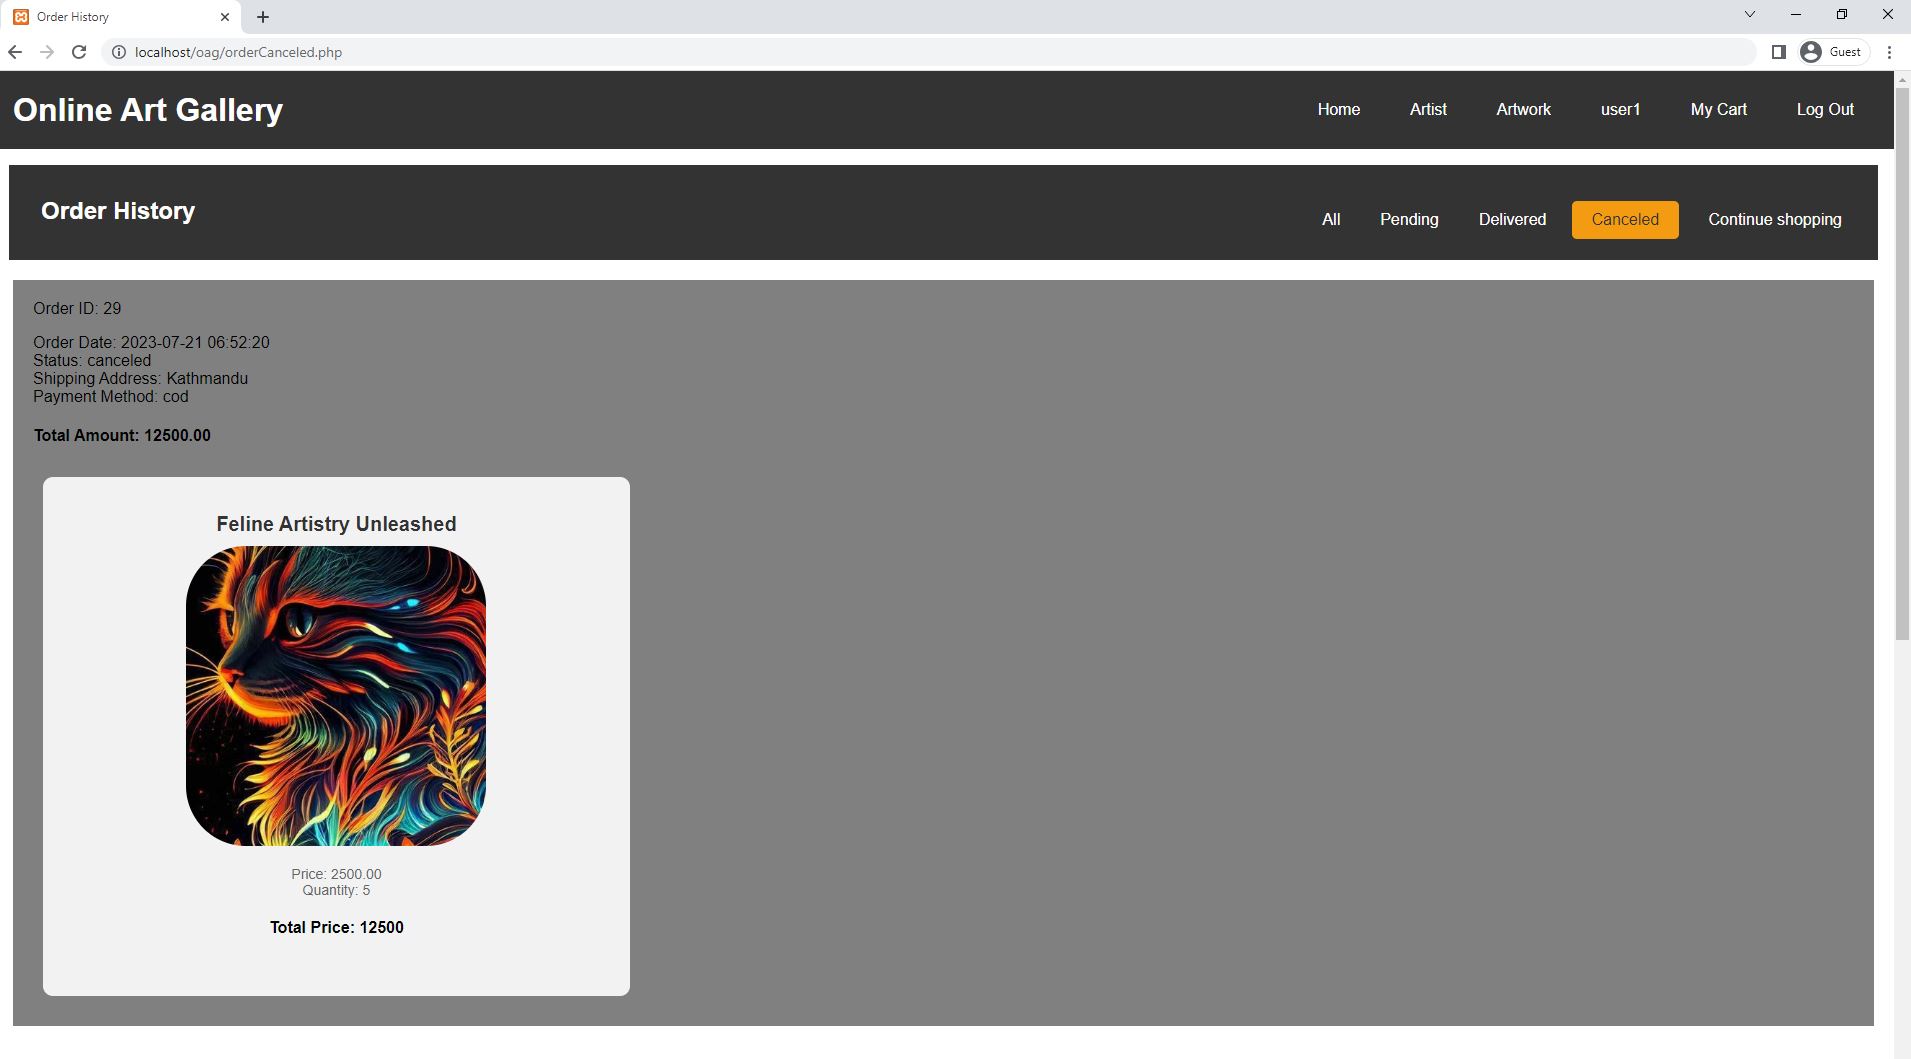 Order History
localhost/oag/orderCanceled.php
Guest
Online Art Gallery
Home
Artist
Artwork
user1
My Cart
Log Out
Order History
All
Pending
Delivered
Canceled
Continue shopping
Order ID: 29
Order Date: 2023-07-21 06:52:20
Status: canceled
Shipping Address: Kathmandu
Payment Method: cod
Total Amount: 12500.00
Feline Artistry Unleashed
Price: 2500.00
Quantity: 5
Total Price: 12500